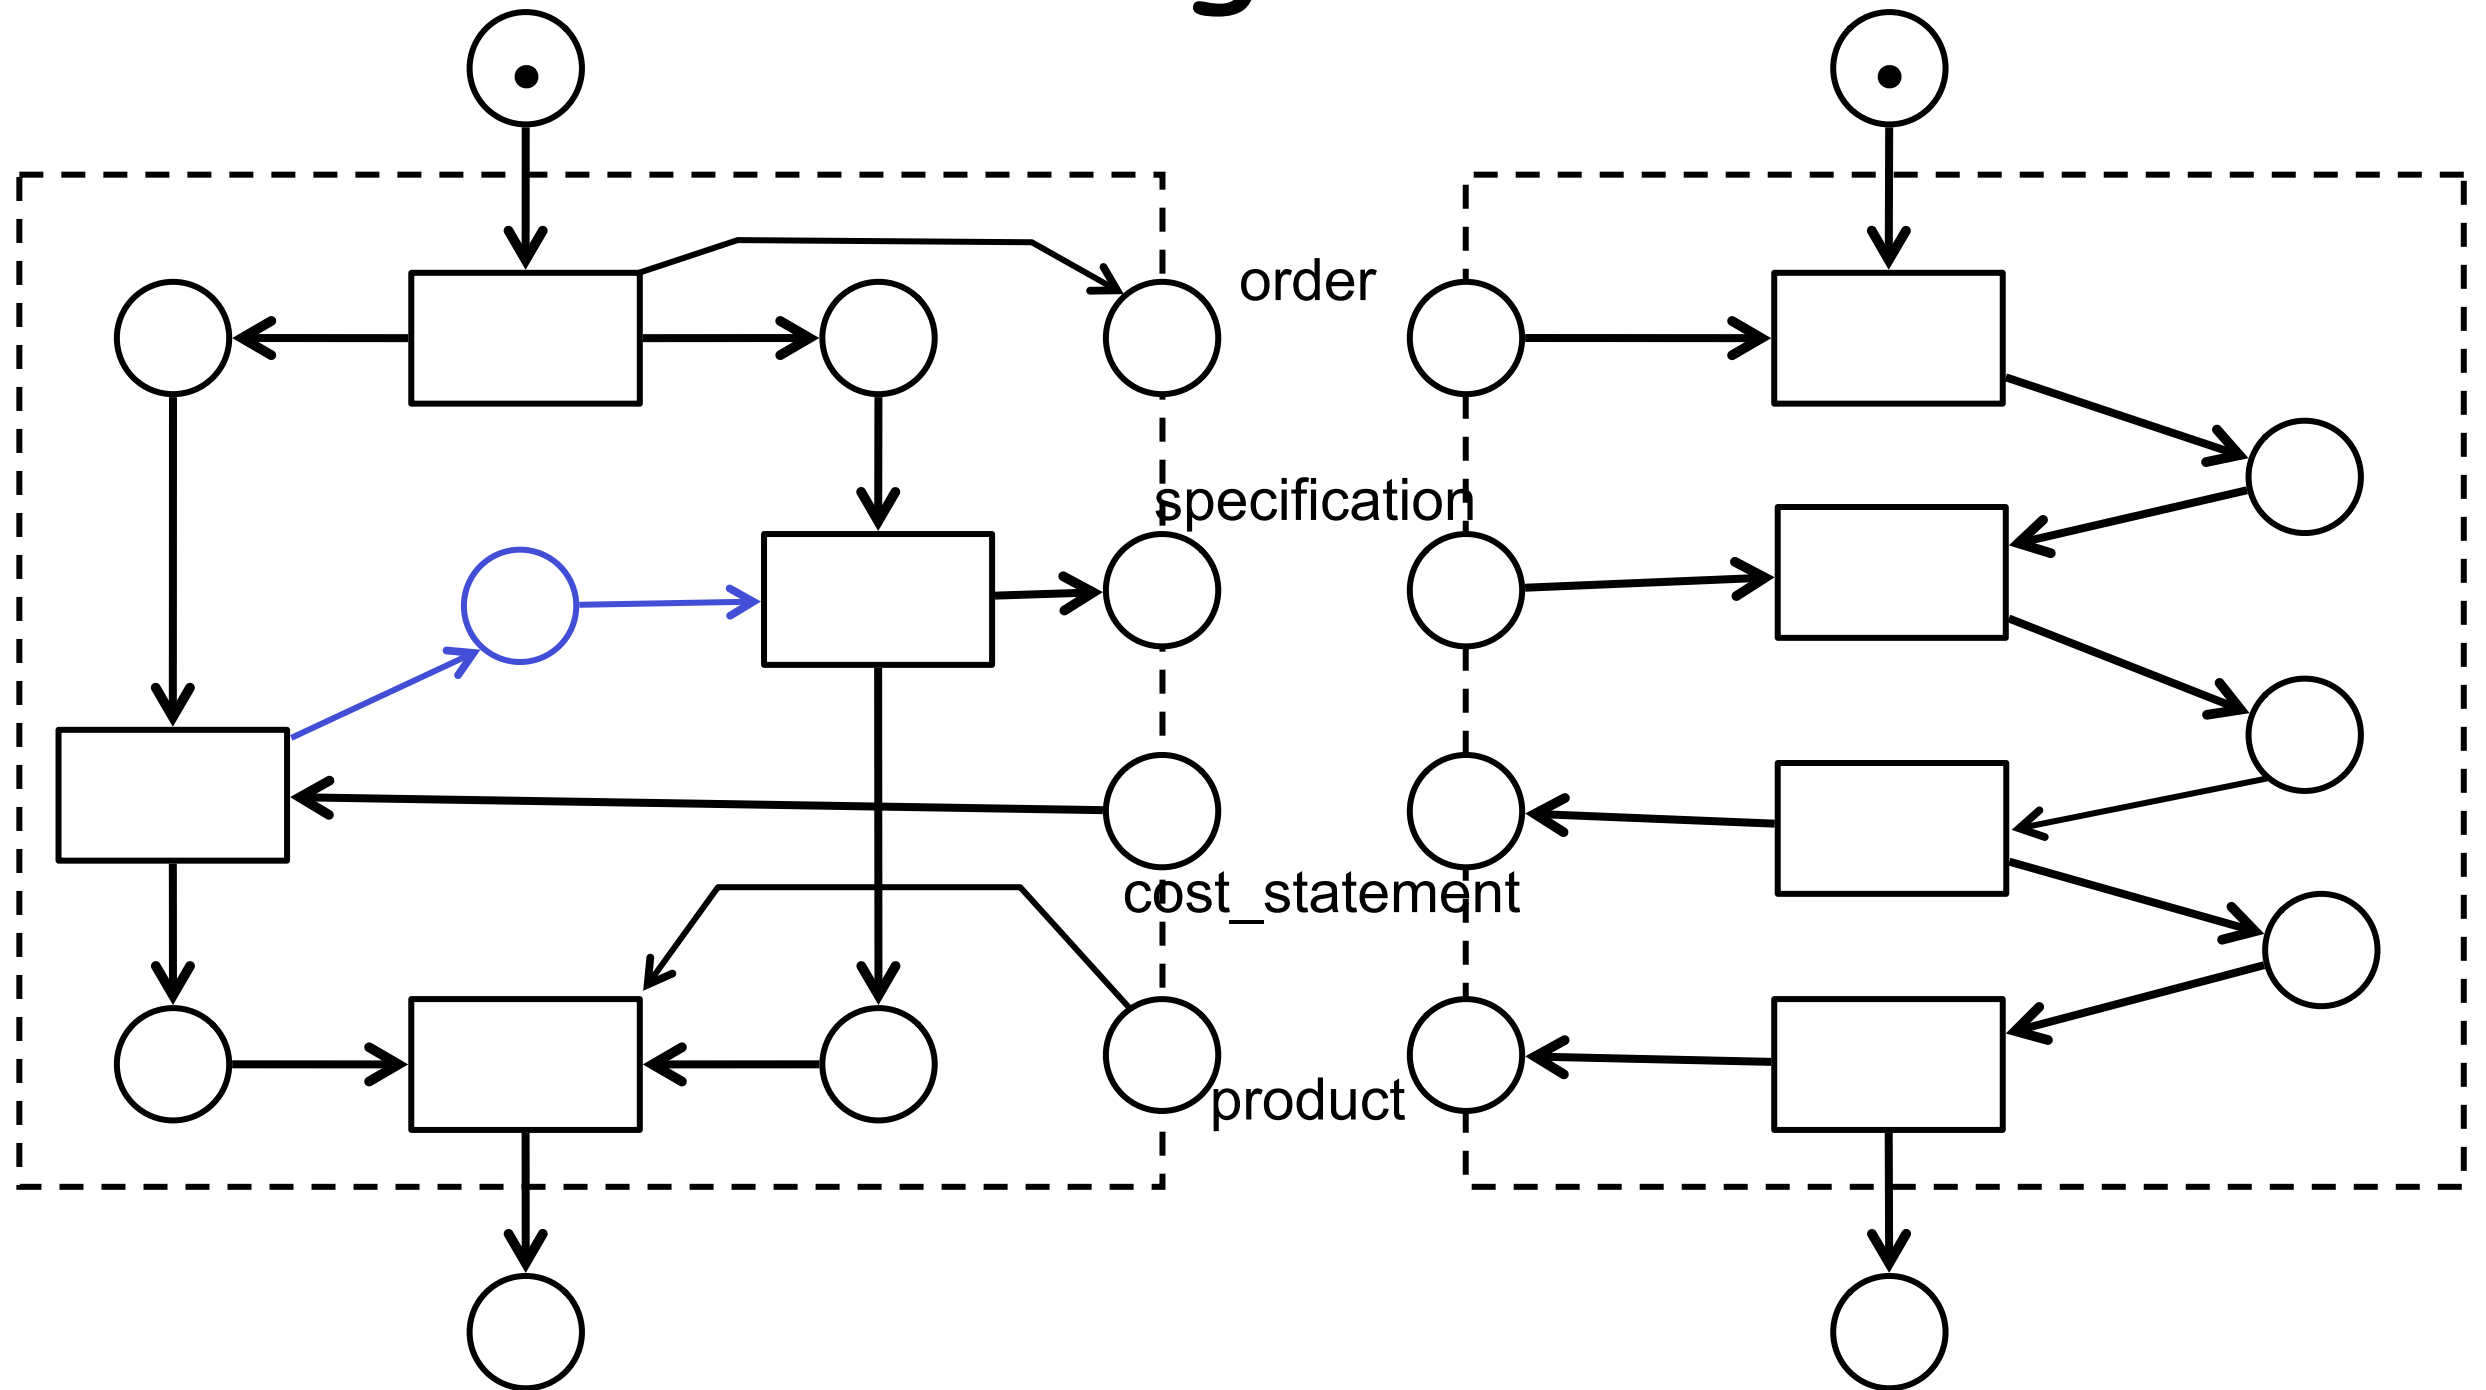 order
specification
cost_statement
product